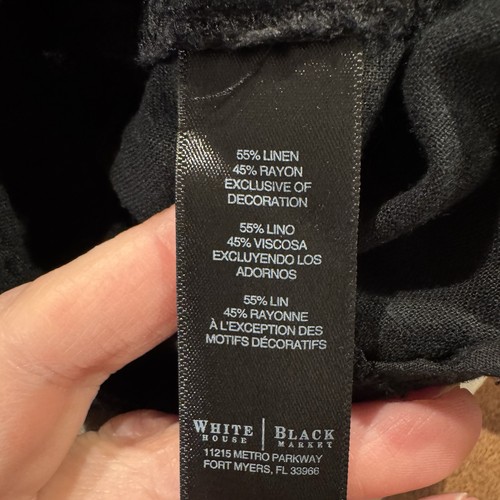 55% LINEN
45% RAYON
EXCLUSIVE OF
DECORATION
55% LINO
45% VISCOSA
EXCLUYENDO LOS
ADORNOS
55% LIN
45% RAYONNE
À L'EXCEPTION DES
MOTIFS DÉCORATIFS
WHITE | BLACK
HOUSE | MARKET
11215 METRO PARKWAY
FORT MYERS, FL 33966